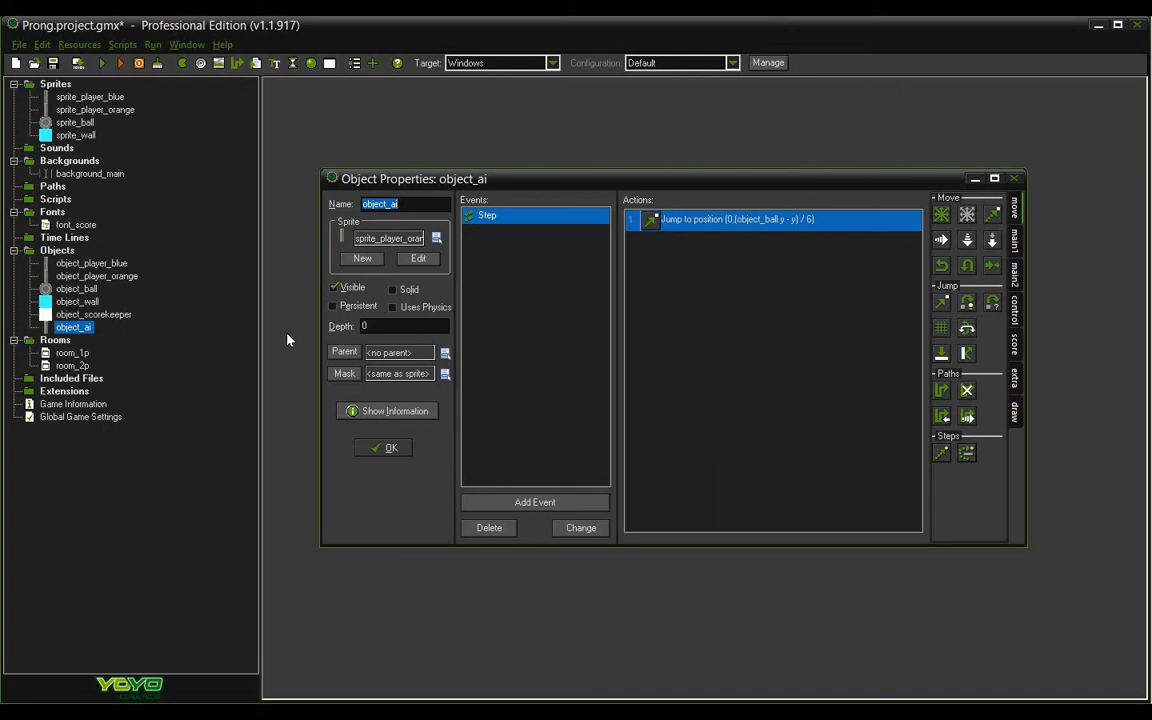 Prong.project.gmx* - Professional Edition (v1.1.917)
File Edit Resources Scripts Run Window Help
Target: Windows Configuration: Default Manage
Sprites
sprite_player_blue
sprite_player_orange
sprite_ball
sprite_wall
Sounds
Backgrounds
background_main
Paths
Scripts
Fonts
font_score
Time Lines
Objects
object_player_blue
object_player_orange
object_ball
object_wall
object_scorekeeper
object_ai
Rooms
room_1p
room_2p
Included Files
Extensions
Game Information
Global Game Settings
YOYO
GAMES
Object Properties: object_ai
Name: object_ai
Sprite
sprite_player_oran
New Edit
Visible Solid
Persistent Uses Physics
Depth: 0
Parent <no parent>
Mask <same as sprite>
Show Information
OK
Events:
Step
Add Event
Delete Change
Actions:
1 Jump to position (0,(object_ball.y - y) / 6)
Move
Jump
Paths
Steps
move
main1
main2
control
score
extra
draw